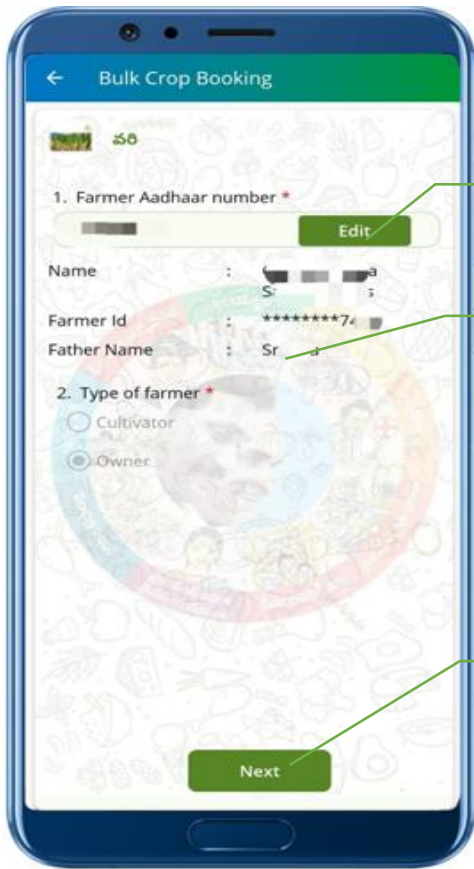 Bulk Crop Booking
వరి
1. Farmer Aadhaar number *
Edit
Name :
Farmer Id : ********74
Father Name :
2. Type of farmer *
Cultivator
Owner
Next